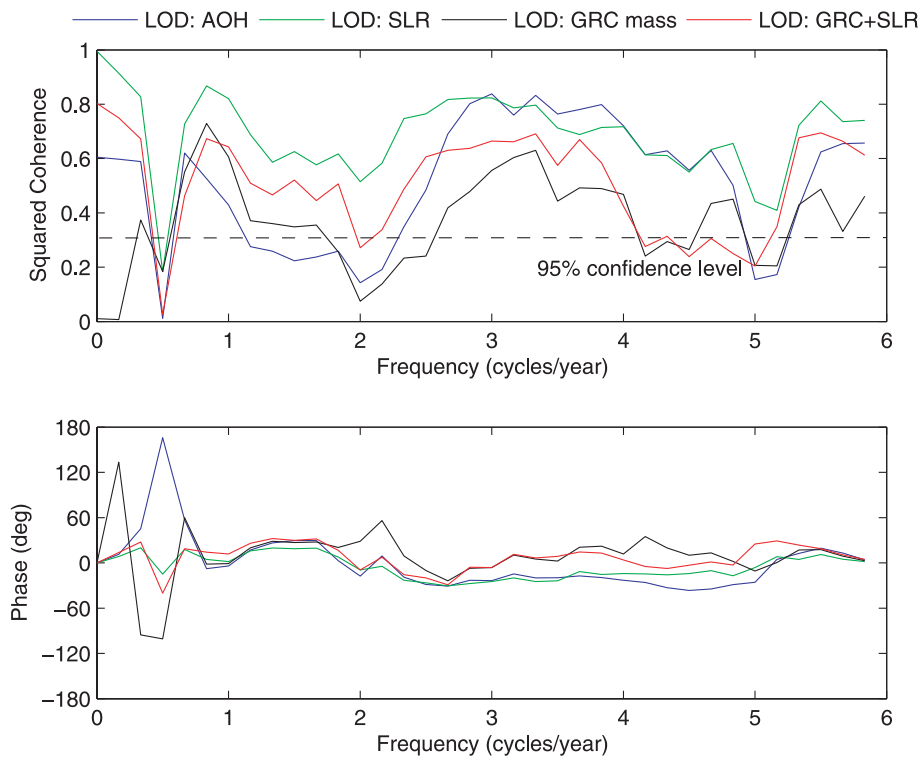 LOD: AOH LOD: SLR LOD: GRC mass LOD: GRC+SLR
1
0.8
0.6
0.4
0.2
0
Squared Coherence
95% confidence level
0 1 2 3 4 5 6
Frequency (cycles/year)
180
120
60
0
−60
−120
−180
Phase (deg)
0 1 2 3 4 5 6
Frequency (cycles/year)